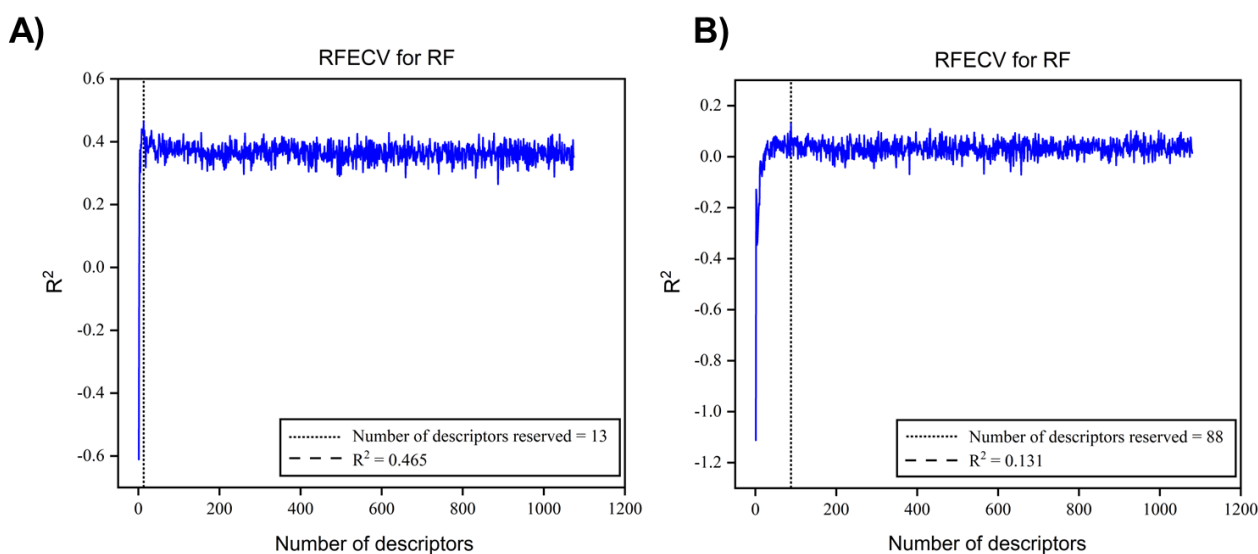 A)
RFECV for RF
0.6
0.4
0.2
0.0
-0.2
-0.4
-0.6
R²
0 200 400 600 800 1000 1200
Number of descriptors
Number of descriptors reserved = 13
R² = 0.465
B)
RFECV for RF
0.2
0.0
-0.2
-0.4
-0.6
-0.8
-1.0
-1.2
R²
0 200 400 600 800 1000 1200
Number of descriptors
Number of descriptors reserved = 88
R² = 0.131